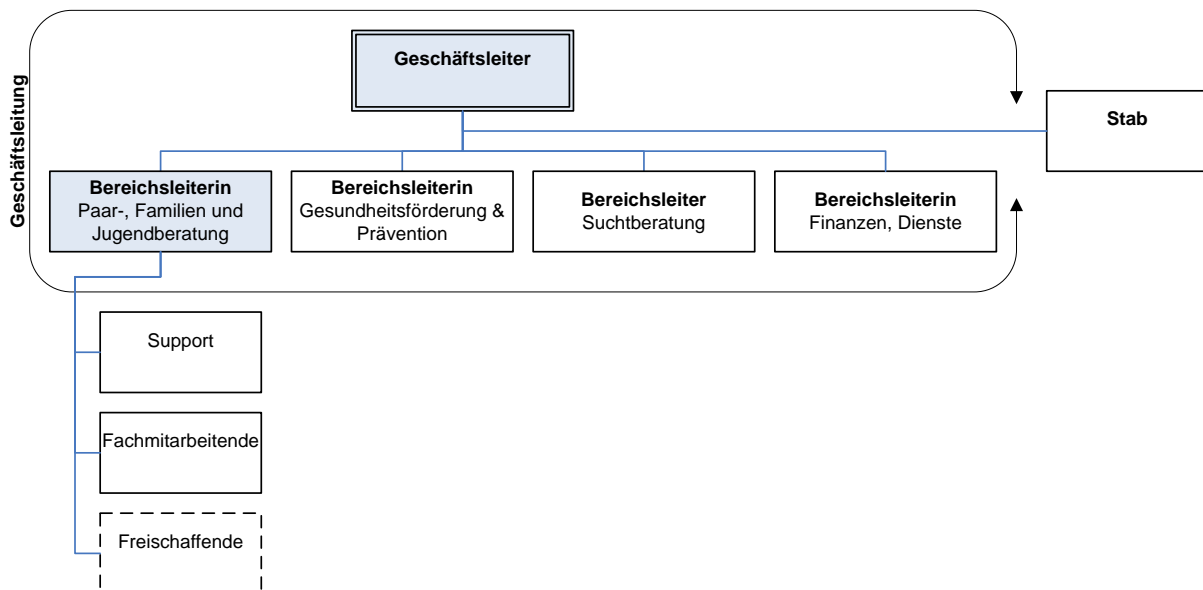 Geschäftsleitung
Geschäftsleiter
Stab
Bereichsleiterin
Paar-, Familien und
Jugendberatung
Bereichsleiterin
Gesundheitsförderung &
Prävention
Bereichsleiter
Suchtberatung
Bereichsleiterin
Finanzen, Dienste
Support
Fachmitarbeitende
Freischaffende